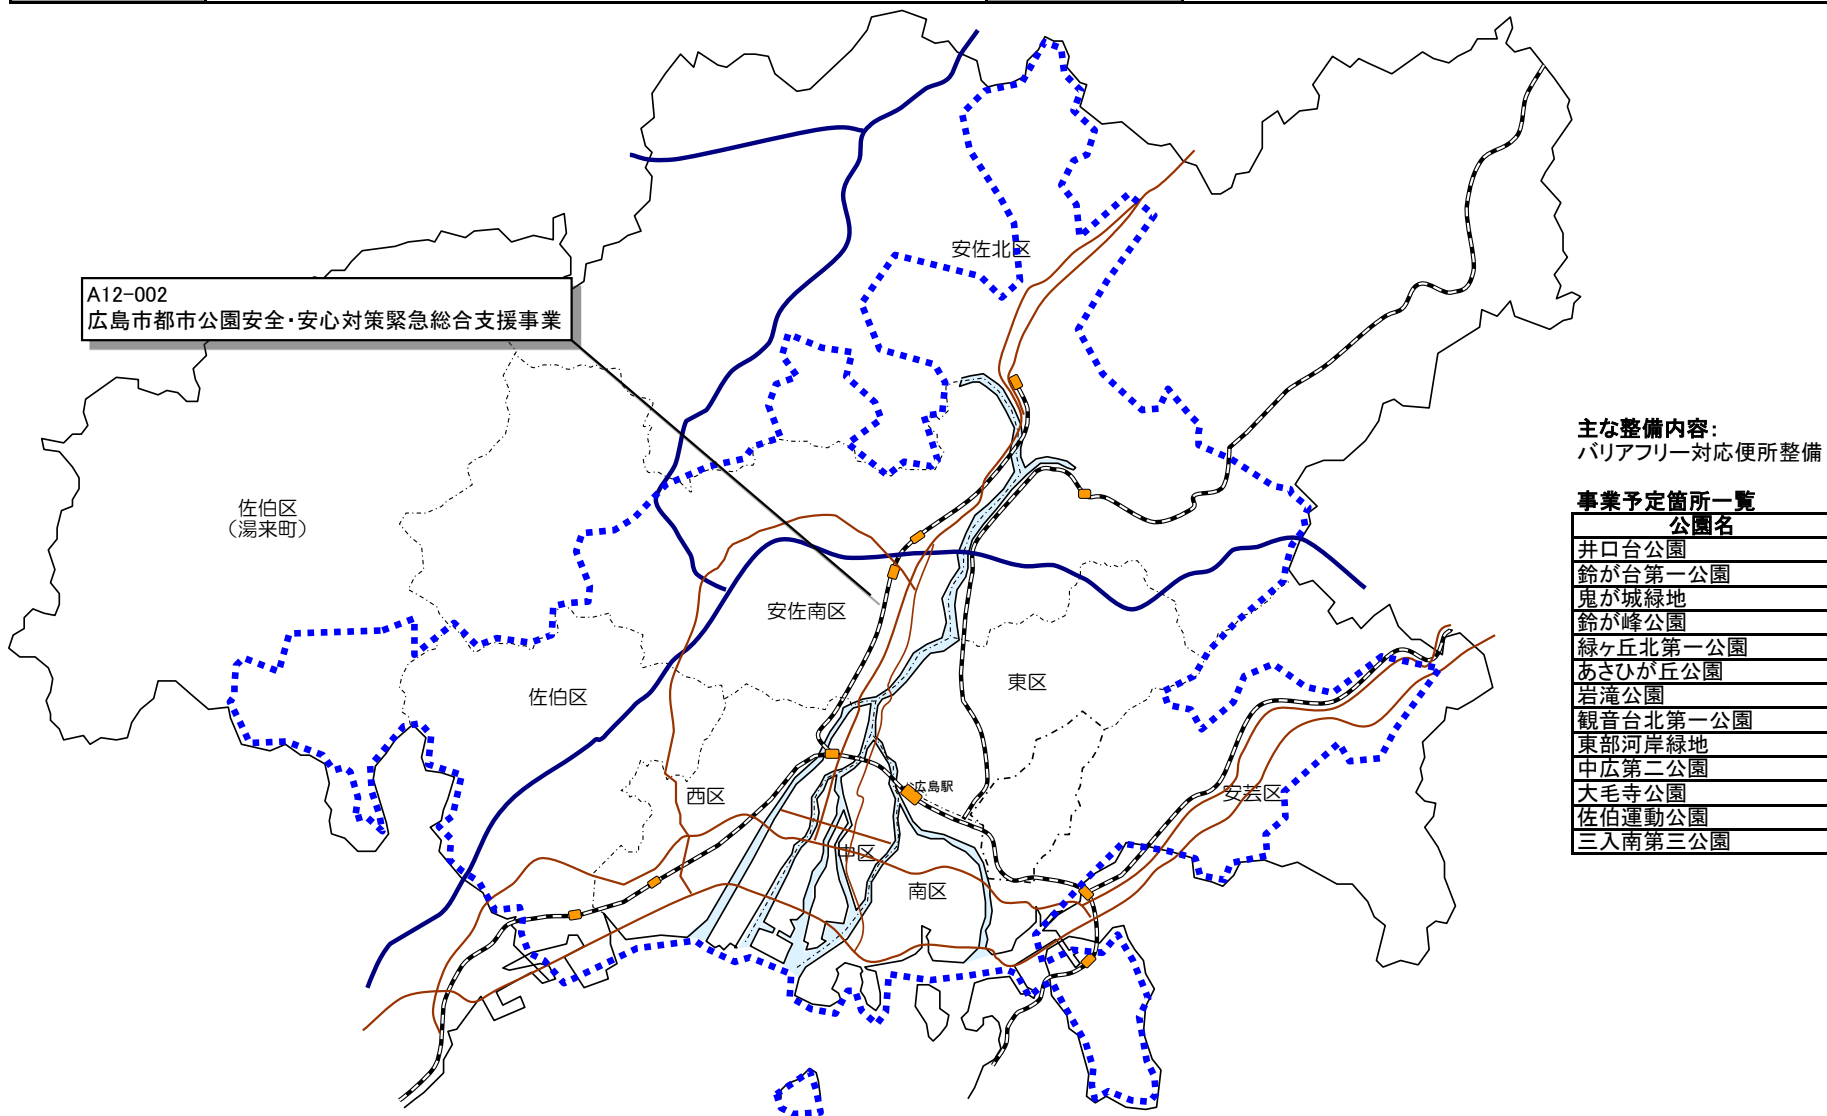 安佐北区
A12-002
広島市都市公園安全・安心対策緊急総合支援事業
主な整備内容:
バリアフリー対応便所整備
佐伯区
（湯来町）
事業予定箇所一覧
公園名
井口台公園
鈴が台第一公園
鬼が城緑地
鈴が峰公園
緑ヶ丘北第一公園
あさひが丘公園
岩滝公園
観音台北第一公園
東部河岸緑地
中広第二公園
大毛寺公園
佐伯運動公園
三入南第三公園
安佐南区
東区
佐伯区
広島駅
西区
安芸区
中区
南区